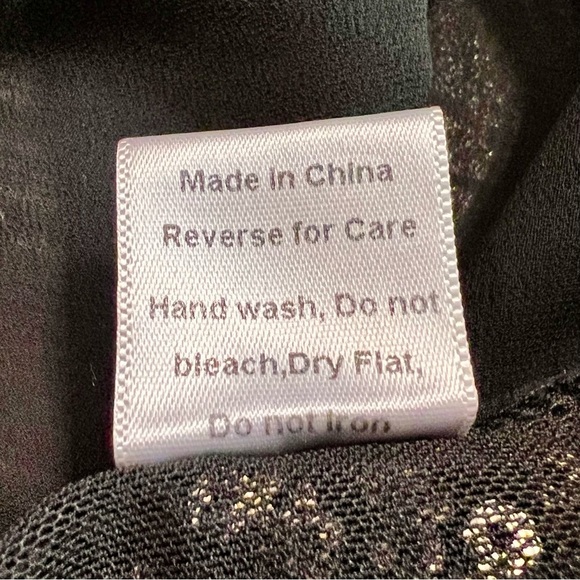 Made in China
Reverse for Care
Hand wash, Do not
bleach,Dry Flat,
Do not Iron